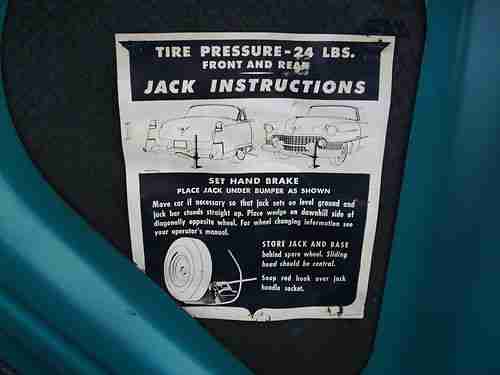 TIRE PRESSURE-24 LBS.
FRONT AND REAR
JACK INSTRUCTIONS
SET HAND BRAKE
PLACE JACK UNDER BUMPER AS SHOWN
Move car if necessary so that jack sets on level ground and
jack bar stands straight up. Place wedge on downhill side of
diagonally opposite wheel. For wheel changing information see
your operator's manual.
STORE JACK AND BASE
behind spare wheel. Sliding
head should be central.
Snap rod hook over jack
handle socket.